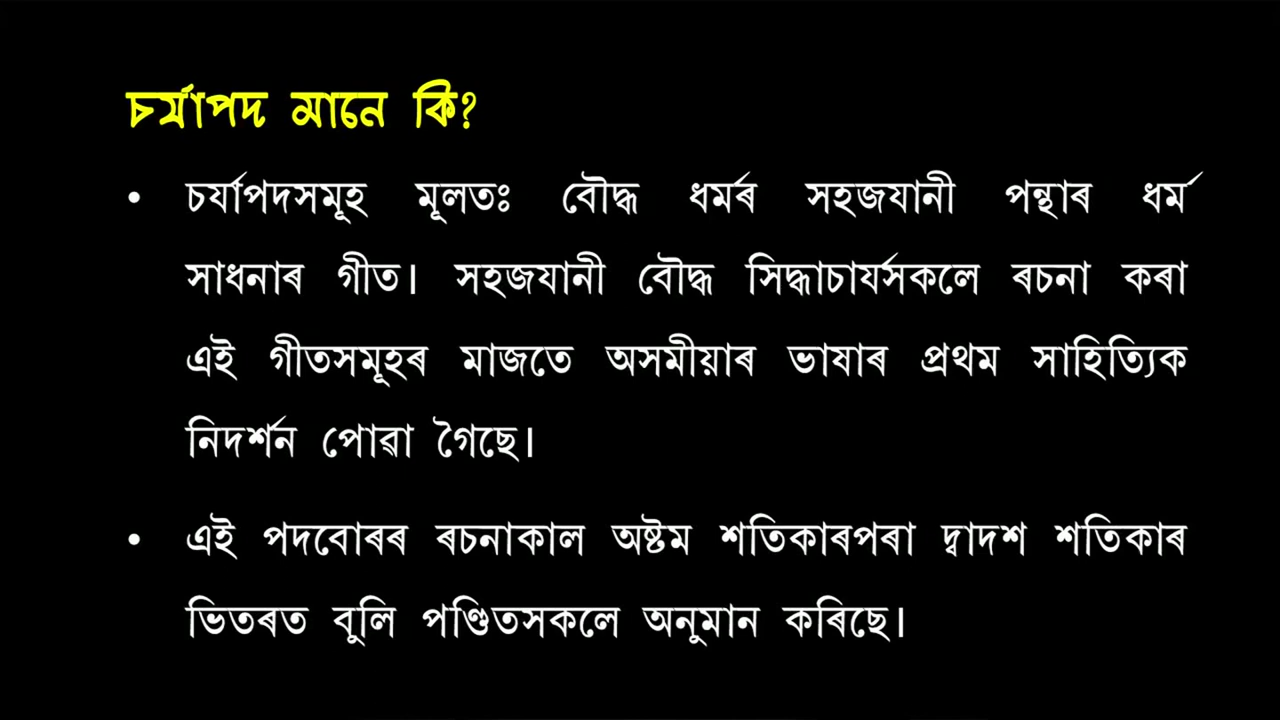 চৰ্যাপদ মানে কি?
• চৰ্যাপদসমূহ মূলতঃ বৌদ্ধ ধৰ্মৰ সহজযানী পন্থাৰ ধৰ্ম
সাধনাৰ গীত। সহজযানী বৌদ্ধ সিদ্ধাচাৰ্যসকলে ৰচনা কৰা
এই গীতসমূহৰ মাজতে অসমীয়াৰ ভাষাৰ প্ৰথম সাহিত্যিক
নিদৰ্শন পোৱা গৈছে।
• এই পদবোৰৰ ৰচনাকাল অষ্টম শতিকাৰপৰা দ্বাদশ শতিকাৰ
ভিতৰত বুলি পণ্ডিতসকলে অনুমান কৰিছে।